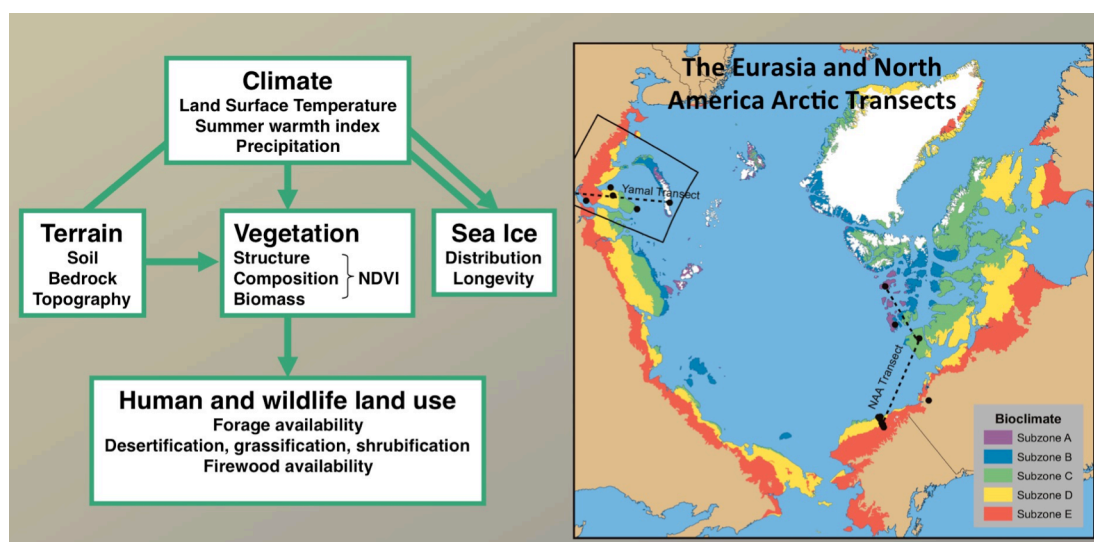 Climate
Land Surface Temperature
Summer warmth index
Precipitation
Terrain
Soil
Bedrock
Topography
Vegetation
Structure
Composition
Biomass
NDVI
Sea Ice
Distribution
Longevity
Human and wildlife land use
Forage availability
Desertification, grassification, shrubification
Firewood availability
The Eurasia and North
America Arctic Transects
Yamal Transect
NAA Transect
Bioclimate
Subzone A
Subzone B
Subzone C
Subzone D
Subzone E